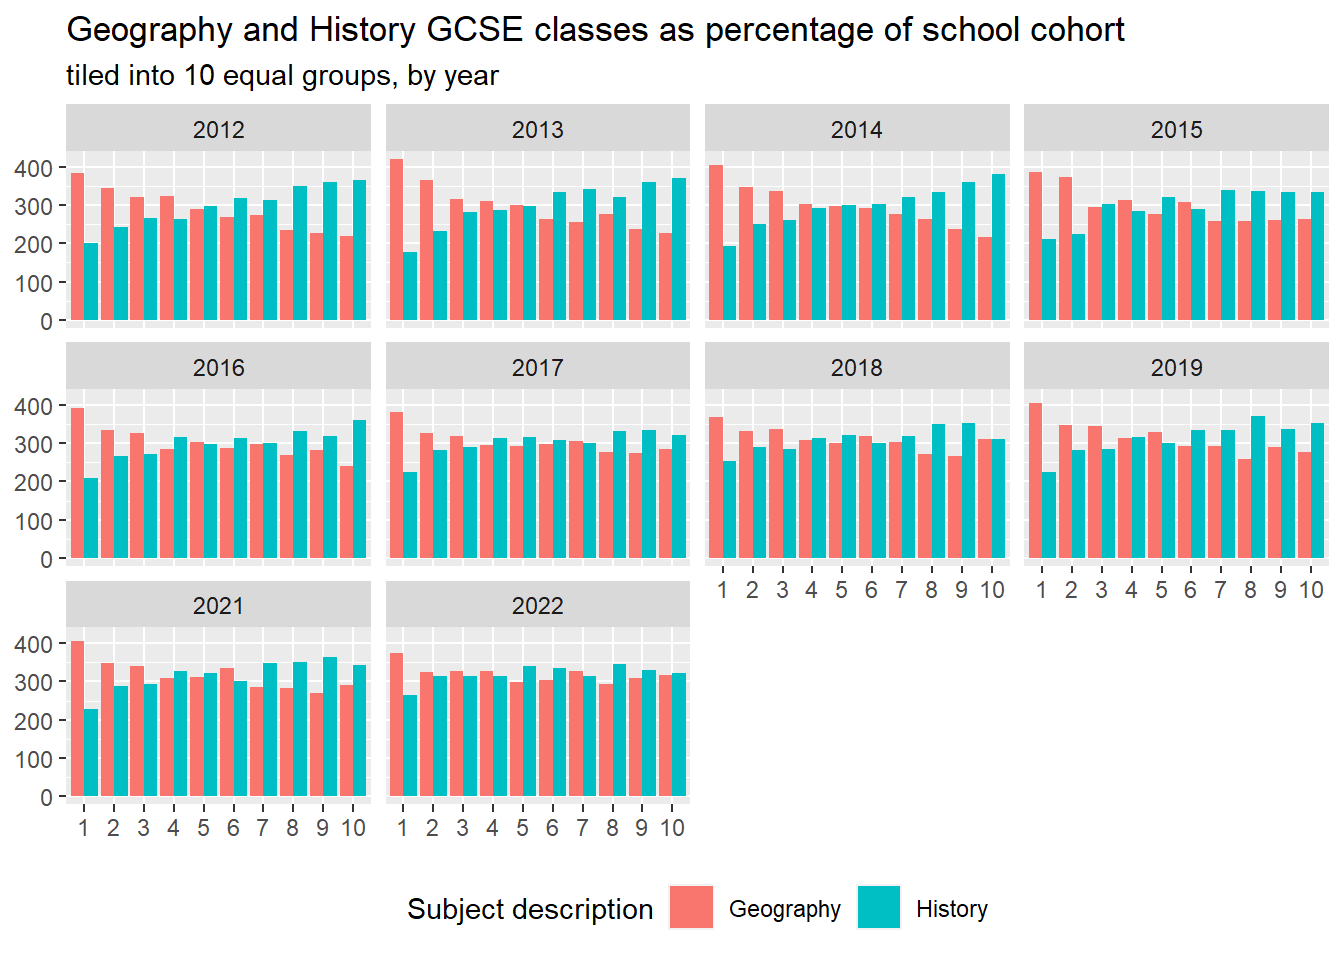 Geography and History GCSE classes as percentage of school cohort
tiled into 10 equal groups, by year
2012 2013 2014 2015
400
300
200
100
0
2016 2017 2018 2019
400
300
200
100
0
1 2 3 4 5 6 7 8 9 10 1 2 3 4 5 6 7 8 9 10
2021 2022
400
300
200
100
0
1 2 3 4 5 6 7 8 9 10 1 2 3 4 5 6 7 8 9 10
Subject description Geography History